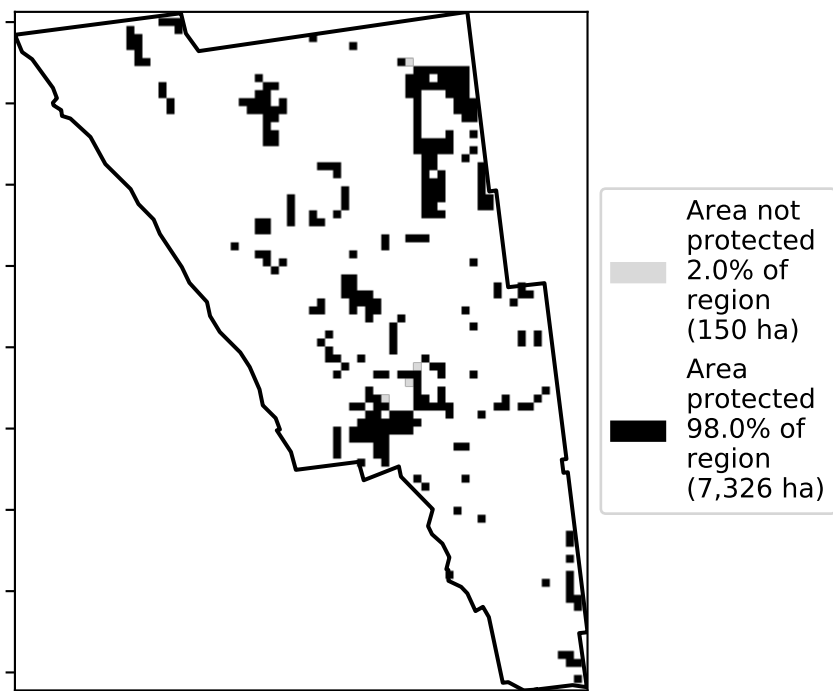 Area not
protected
2.0% of
region
(150 ha)
Area
protected
98.0% of
region
(7,326 ha)